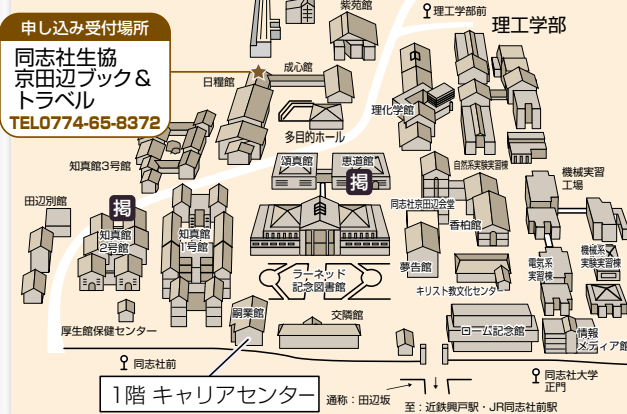 紫苑館
理工学部前
理工学部
申し込み受付場所
同志社生協
京田辺ブック＆
トラベル
TEL0774-65-8372
成心館
日糧館
理化学館
多目的ホール
知真館3号館
頌真館
恵道館
掲
自然系実験実習棟
機械実習
工場
田辺別館
掲
知真館
2号館
知真館
1号館
同志社京田辺会堂
香柏館
夢告館
電気系
実習棟
機械系
実験実習棟
ラーネッド
記念図書館
キリスト教文化センター
嗣業館
交隣館
ローム記念館
情報
メディア館
厚生館保健センター
同志社前
1階 キャリアセンター
通称：田辺坂
至：近鉄興戸駅・JR同志社前駅
同志社大学
正門